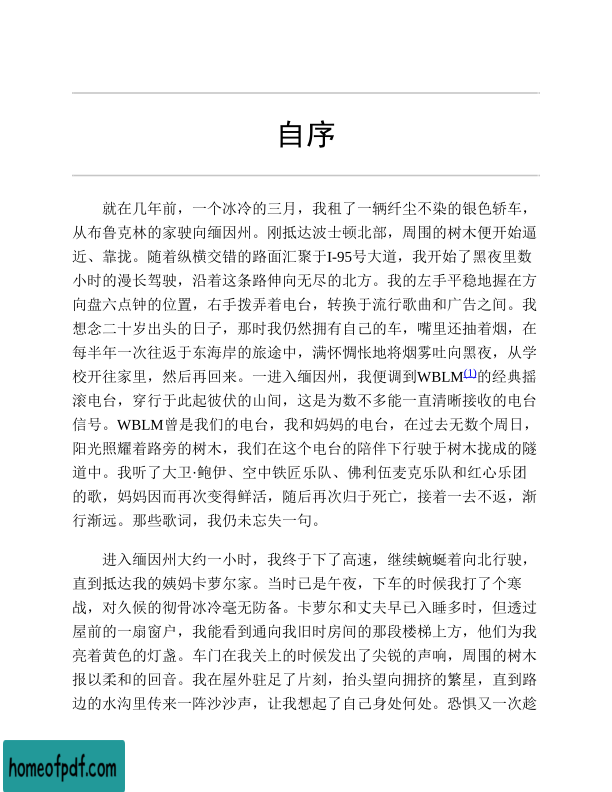 自序
就在几年前，一个冰冷的三月，我租了一辆纤尘不染的银色轿车，
从布鲁克林的家驶向缅因州。刚抵达波士顿北部，周围的树木便开始逼
近、靠拢。随着纵横交错的路面汇聚于I-95号大道，我开始了黑夜里数
小时的漫长驾驶，沿着这条路伸向无尽的北方。我的左手平稳地握在方
向盘六点钟的位置，右手拨弄着电台，转换于流行歌曲和广告之间。我
想念二十岁出头的日子，那时我仍然拥有自己的车，嘴里还抽着烟，在
每半年一次往返于东海岸的旅途中，满怀惆怅地将烟雾吐向黑夜，从学
校开往家里，然后再回来。一进入缅因州，我便调到WBLM(1)的经典摇
滚电台，穿行于此起彼伏的山间，这是为数不多能一直清晰接收的电台
信号。WBLM曾是我们的电台，我和妈妈的电台，在过去无数个周日，
阳光照耀着路旁的树木，我们在这个电台的陪伴下行驶于树木拢成的隧
道中。我听了大卫·鲍伊、空中铁匠乐队、佛利伍麦克乐队和红心乐团
的歌，妈妈因而再次变得鲜活，随后再次归于死亡，接着一去不返，渐
行渐远。那些歌词，我仍未忘失一句。
进入缅因州大约一小时，我终于下了高速，继续蜿蜒着向北行驶，
直到抵达我的姨妈卡萝尔家。当时已是午夜，下车的时候我打了个寒
战，对久候的彻骨冰冷毫无防备。卡萝尔和丈夫早已入睡多时，但透过
屋前的一扇窗户，我能看到通向我旧时房间的那段楼梯上方，他们为我
亮着黄色的灯盏。车门在我关上的时候发出了尖锐的声响，周围的树木
报以柔和的回音。我在屋外驻足了片刻，抬头望向拥挤的繁星，直到路
边的水沟里传来一阵沙沙声，让我想起了自己身处何处。恐惧又一次趁
homeofpdf.com